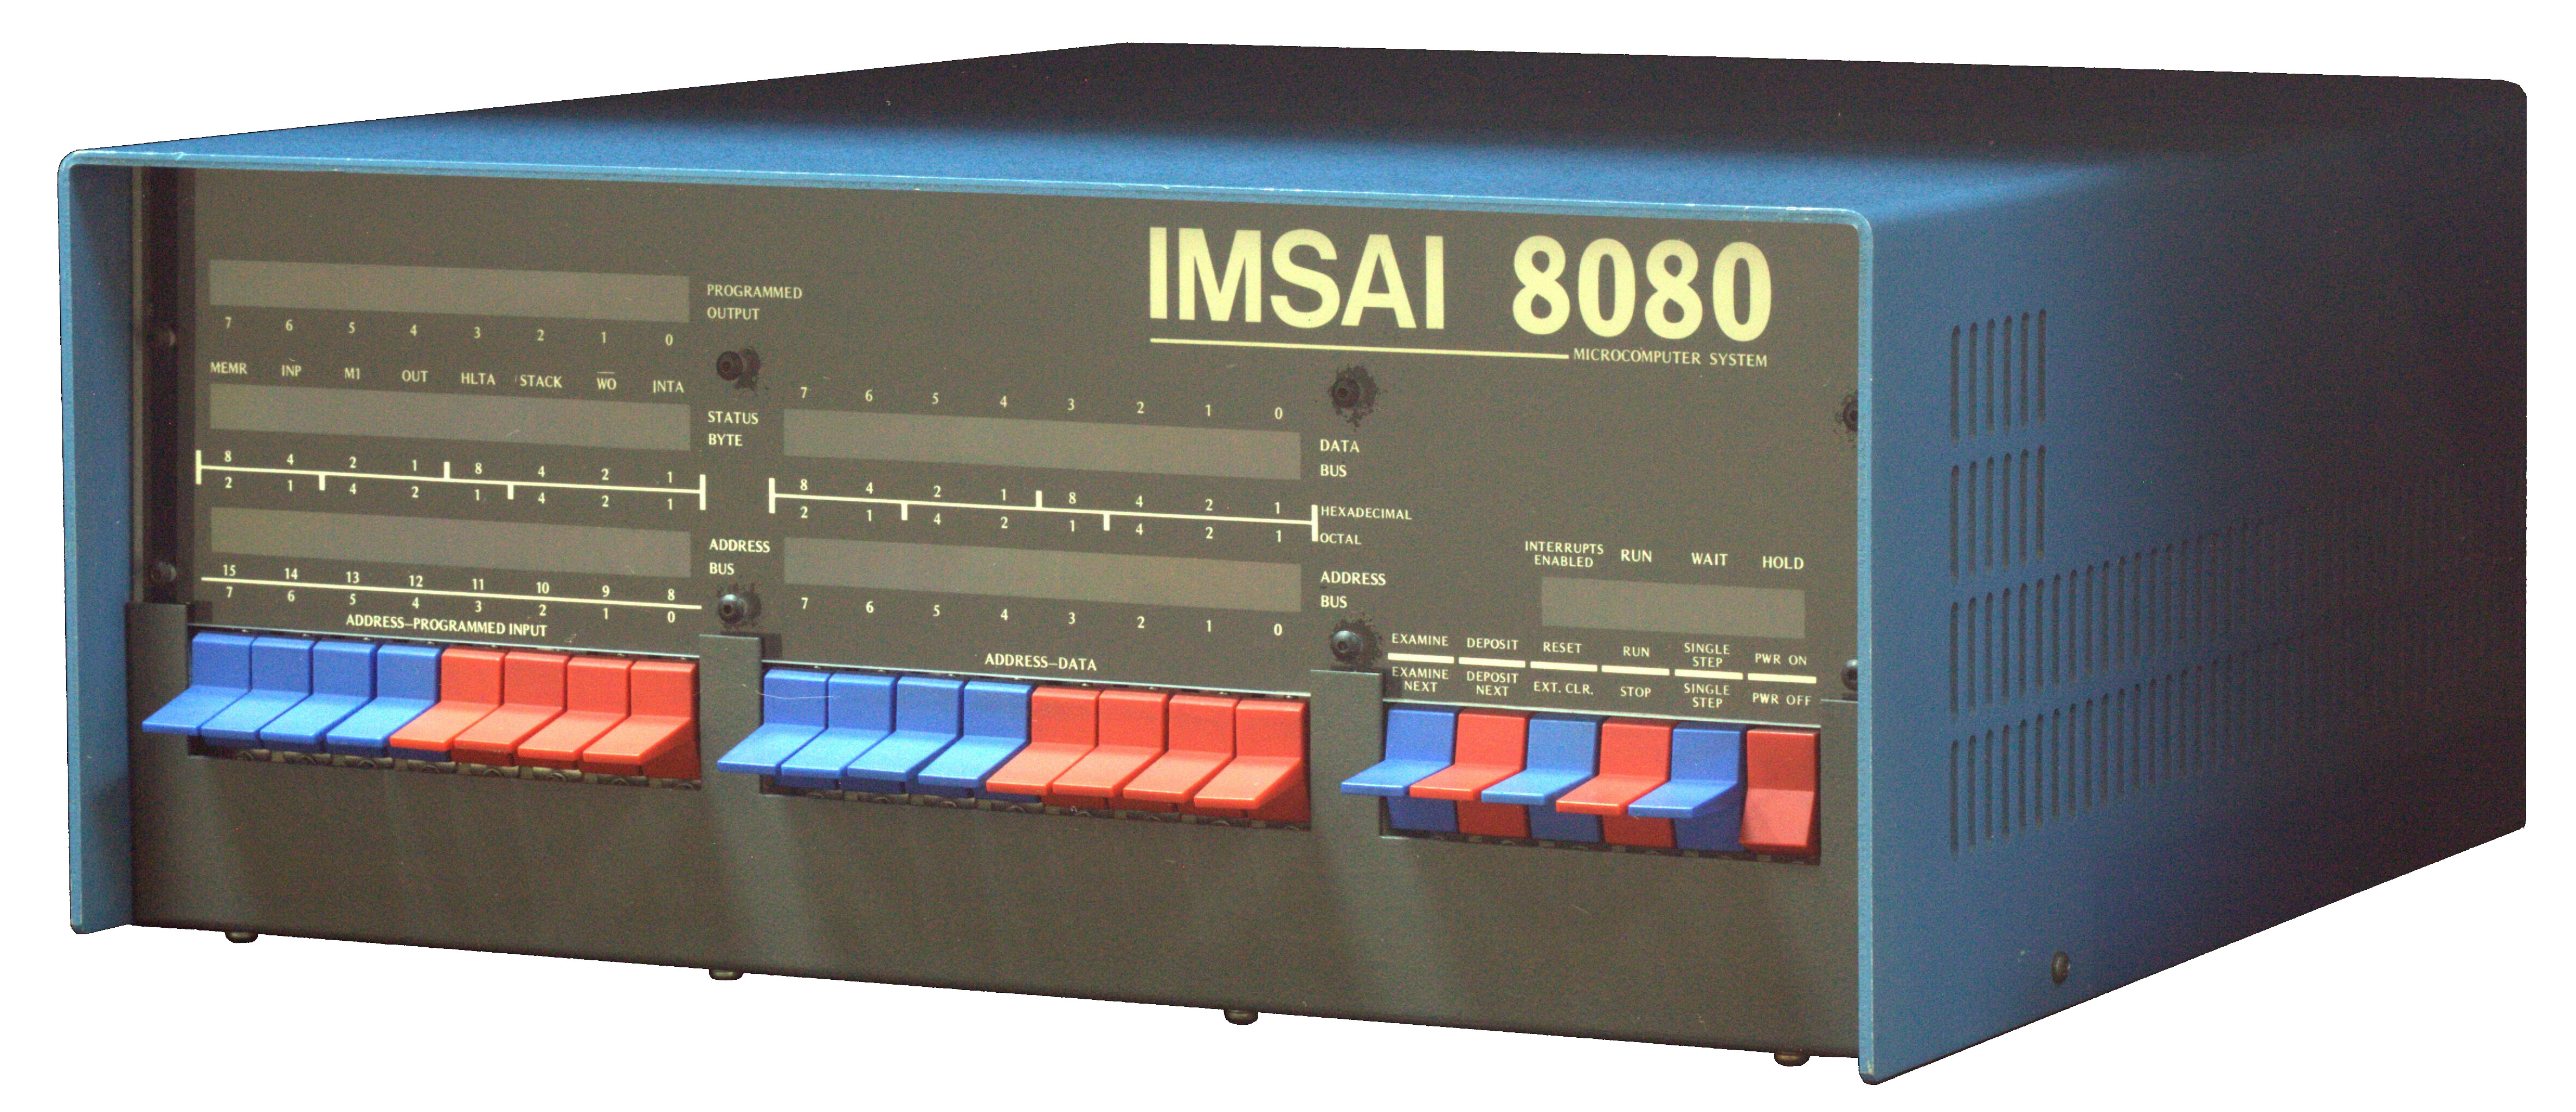 IMSAI 8080
MICROCOMPUTER SYSTEM
PROGRAMMED
OUTPUT
7 6 5 4 3 2 1 0
MEMR INP M1 OUT HLTA STACK WO INTA
STATUS
BYTE
7 6 5 4 3 2 1 0
DATA
BUS
8 4 2 1 8 4 2 1
2 1 4 2 1 4 2 1
8 4 2 1 8 4 2 1
HEXADECIMAL
2 1 4 2 1 4 2 1
OCTAL
ADDRESS
BUS
15 14 13 12 11 10 9 8
7 6 5 4 3 2 1 0
ADDRESS–PROGRAMMED INPUT
ADDRESS
BUS
7 6 5 4 3 2 1 0
ADDRESS–DATA
INTERRUPTS
ENABLED
RUN WAIT HOLD
EXAMINE
EXAMINE
NEXT
DEPOSIT
DEPOSIT
NEXT
RESET
EXT. CLR.
RUN
STOP
SINGLE
STEP
SINGLE
STEP
PWR ON
PWR OFF